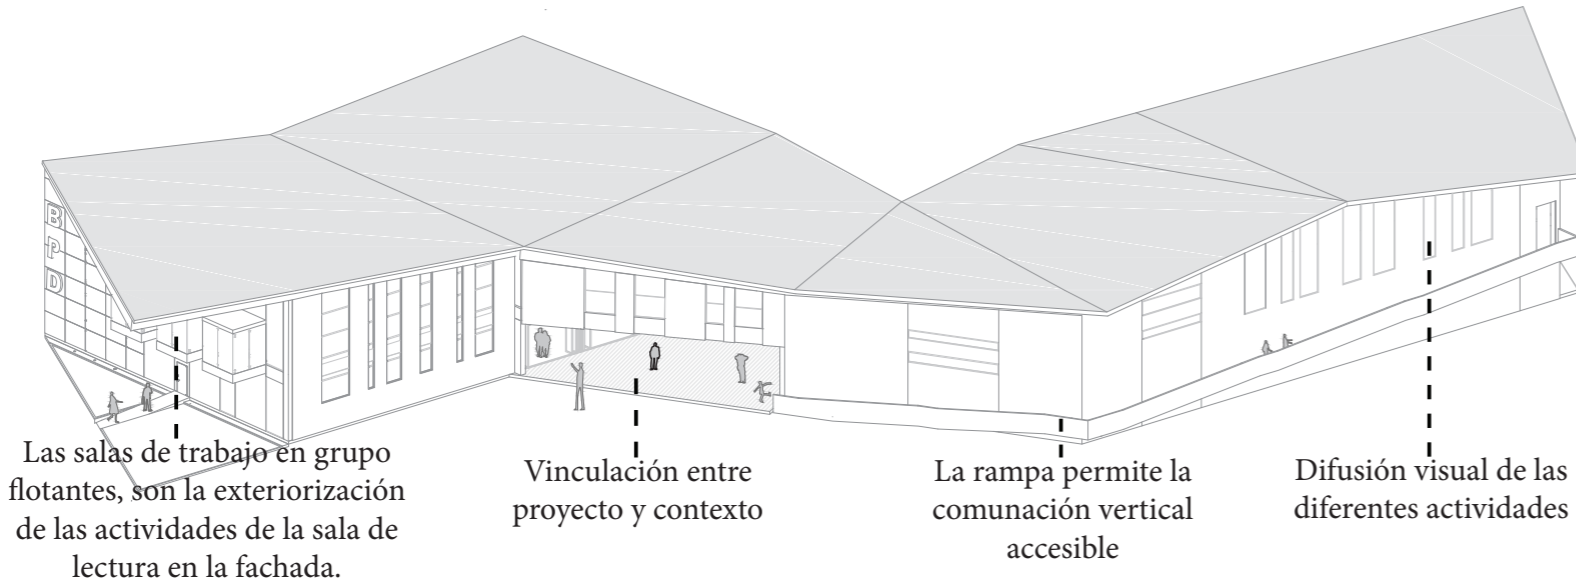 B
P
D
Las salas de trabajo en grupo
flotantes, son la exteriorización
de las actividades de la sala de
lectura en la fachada.
Vinculación entre
proyecto y contexto
La rampa permite la
comunación vertical
accesible
Difusión visual de las
diferentes actividades